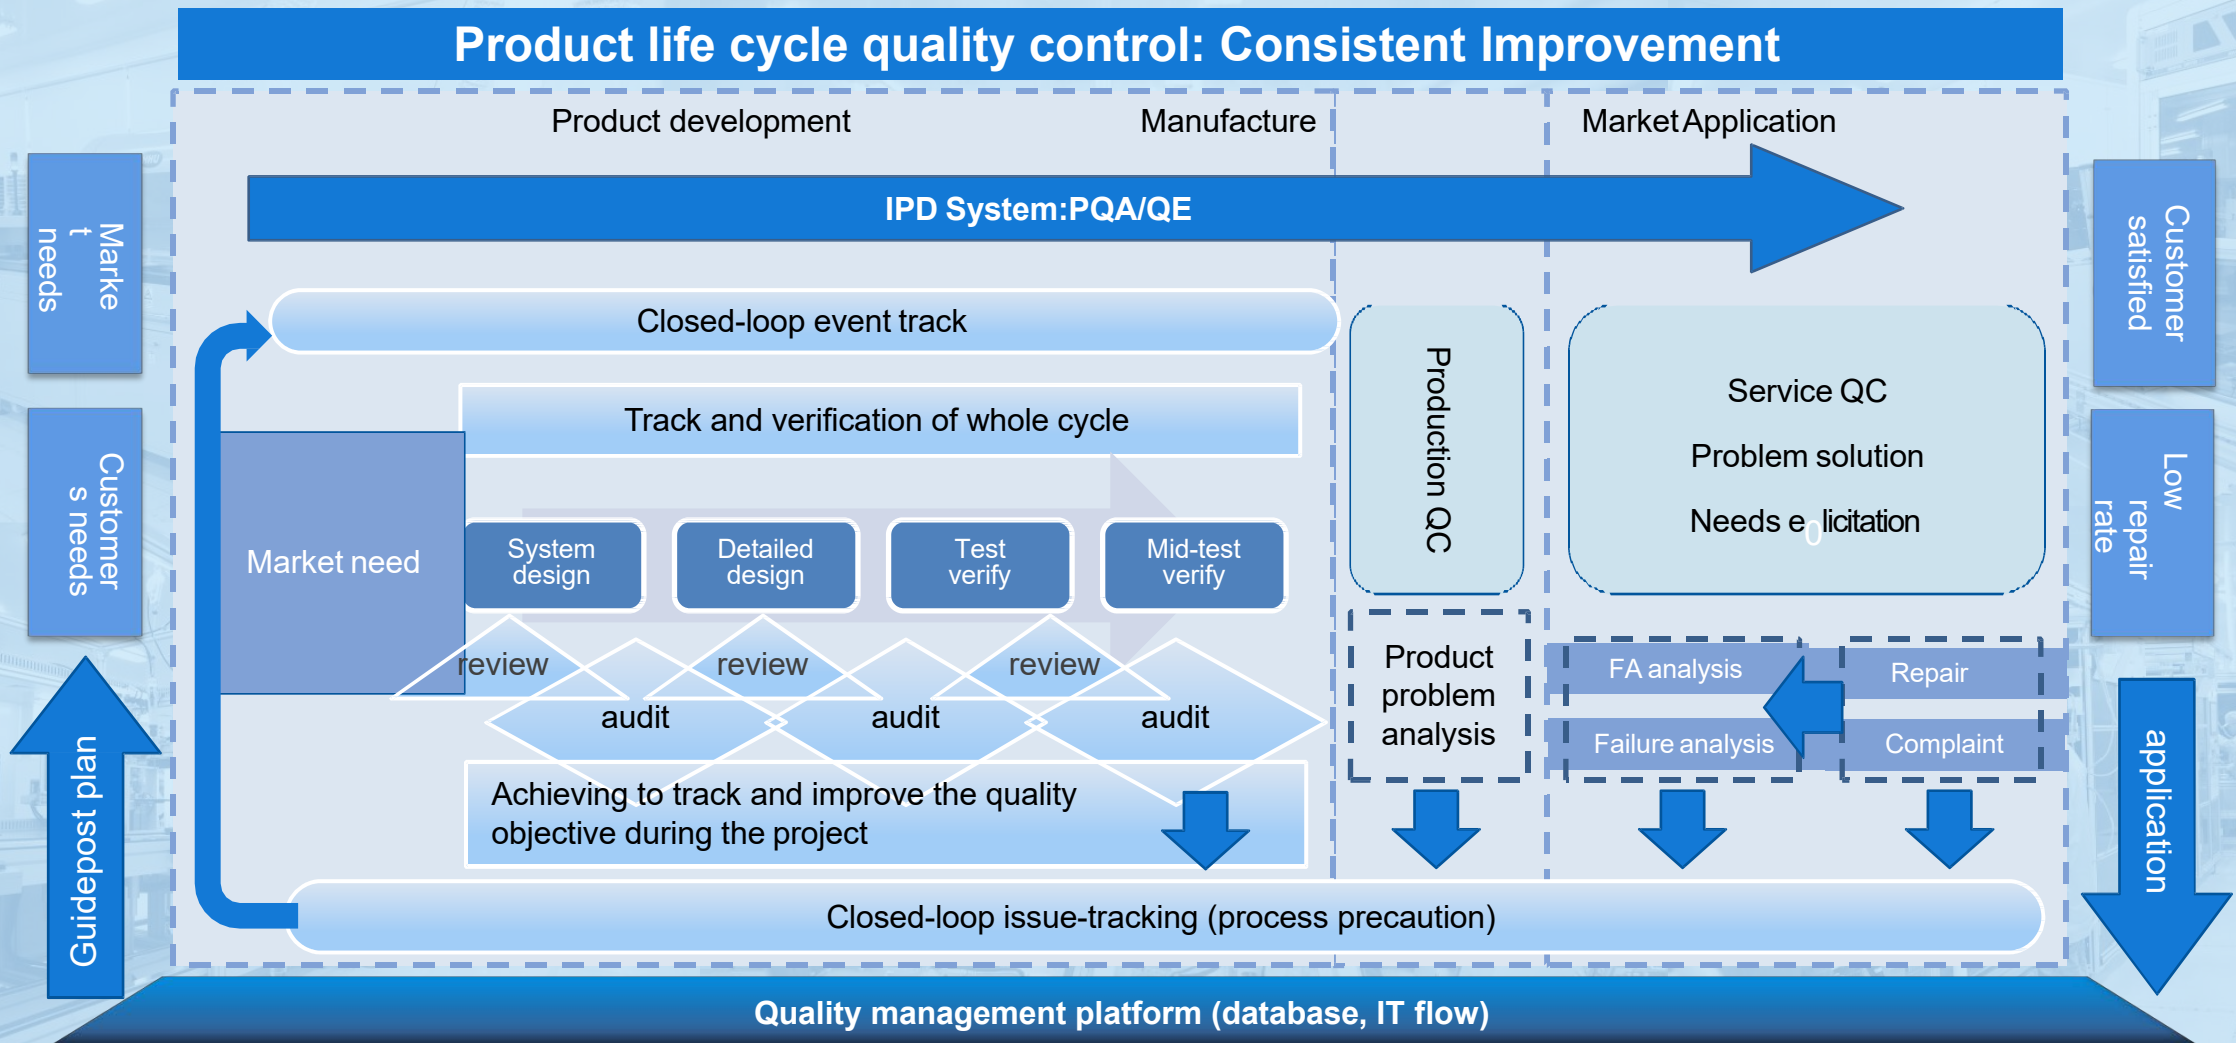 Product life cycle quality control: Consistent Improvement
Product development
Manufacture
Market Application
IPD System:PQA/QE
Marke
t
needs
Customer
s needs
Guidepost plan
Closed-loop event track
Track and verification of whole cycle
Market need
System
design
Detailed
design
Test
verify
Mid-test
verify
review
review
review
audit
audit
audit
Achieving to track and improve the quality
objective during the project
Production QC
Product
problem
analysis
Service QC
Problem solution
Needs e0licitation
FA analysis
Repair
Failure analysis
Complaint
Customer
satisfied
Low
repair
rate
application
Closed-loop issue-tracking (process precaution)
Quality management platform (database, IT flow)